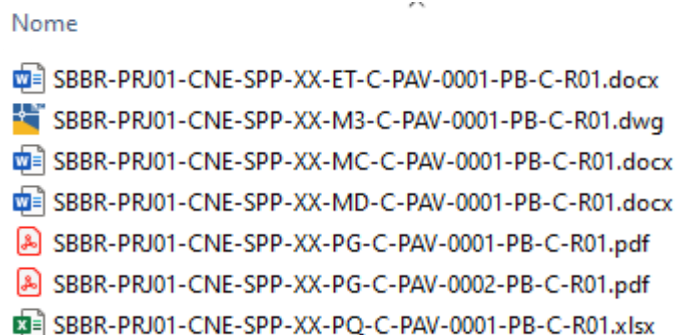 Nome
SBBR-PRJ01-CNE-SPP-XX-ET-C-PAV-0001-PB-C-R01.docx
SBBR-PRJ01-CNE-SPP-XX-M3-C-PAV-0001-PB-C-R01.dwg
SBBR-PRJ01-CNE-SPP-XX-MC-C-PAV-0001-PB-C-R01.docx
SBBR-PRJ01-CNE-SPP-XX-MD-C-PAV-0001-PB-C-R01.docx
SBBR-PRJ01-CNE-SPP-XX-PG-C-PAV-0001-PB-C-R01.pdf
SBBR-PRJ01-CNE-SPP-XX-PG-C-PAV-0002-PB-C-R01.pdf
SBBR-PRJ01-CNE-SPP-XX-PQ-C-PAV-0001-PB-C-R01.xlsx